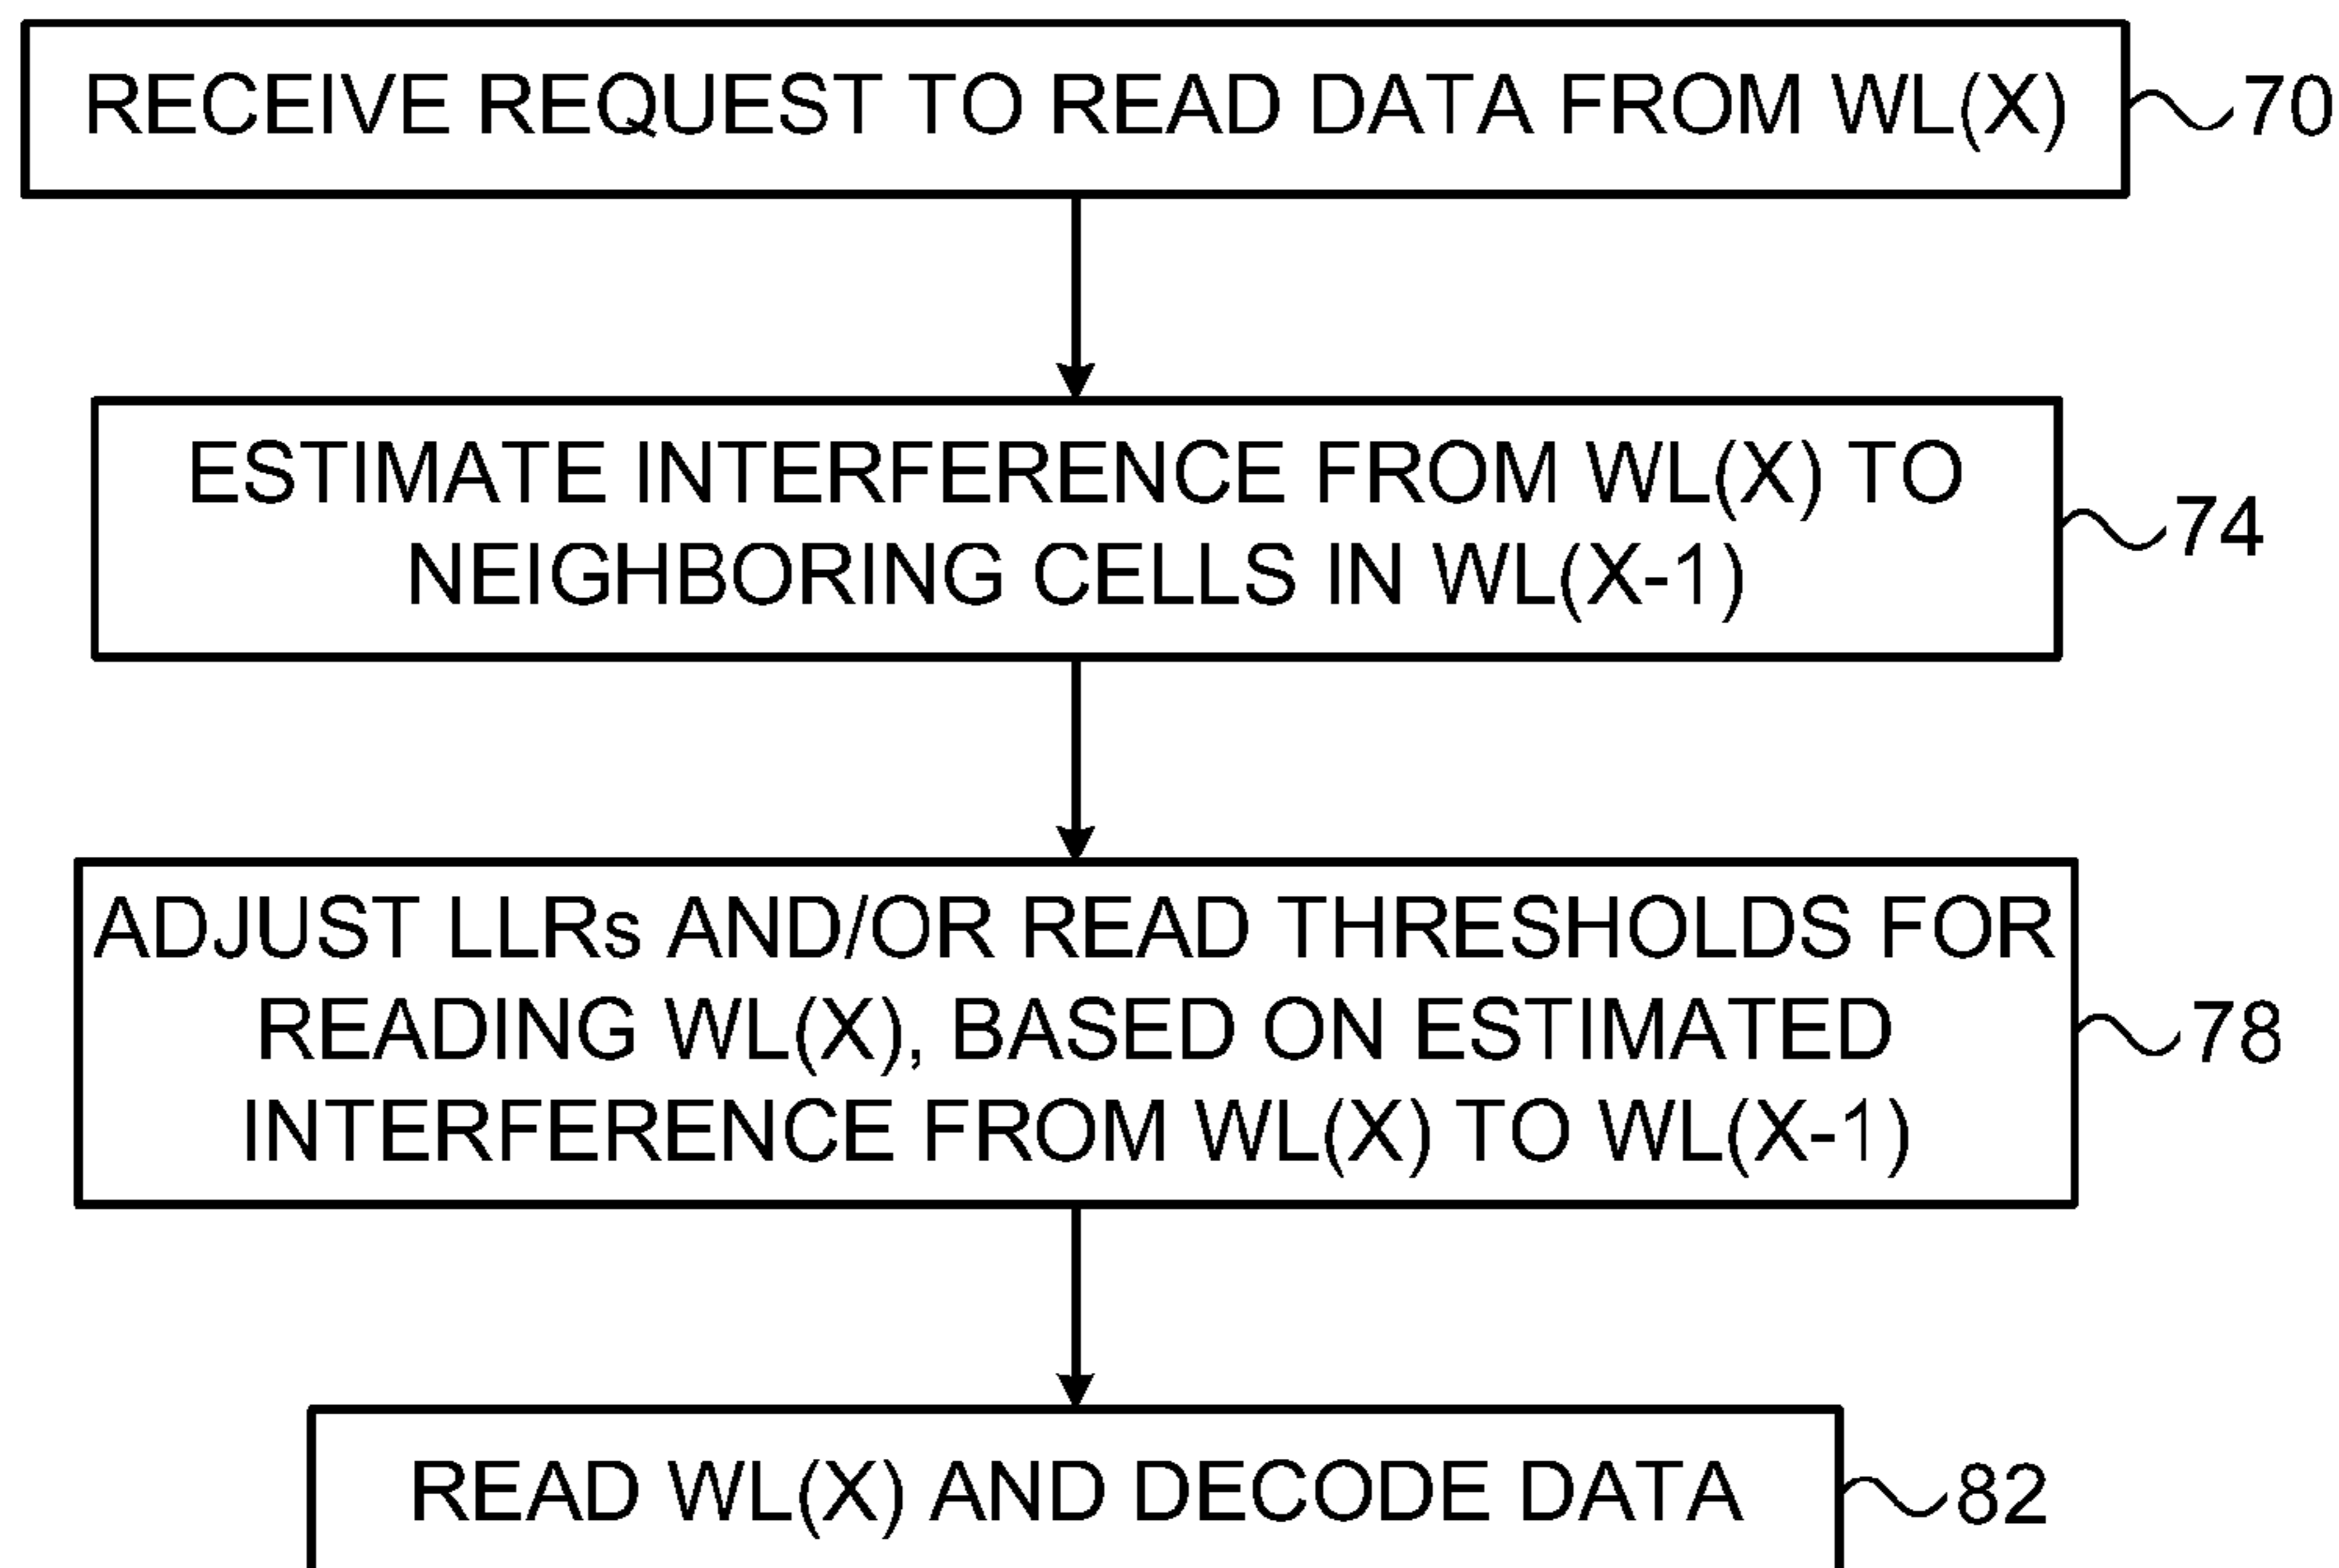 RECEIVE REQUEST TO READ DATA FROM WL(X)
70
ESTIMATE INTERFERENCE FROM WL(X) TO
NEIGHBORING CELLS IN WL(X-1)
74
ADJUST LLRs AND/OR READ THRESHOLDS FOR
READING WL(X), BASED ON ESTIMATED
INTERFERENCE FROM WL(X) TO WL(X-1)
78
READ WL(X) AND DECODE DATA
82